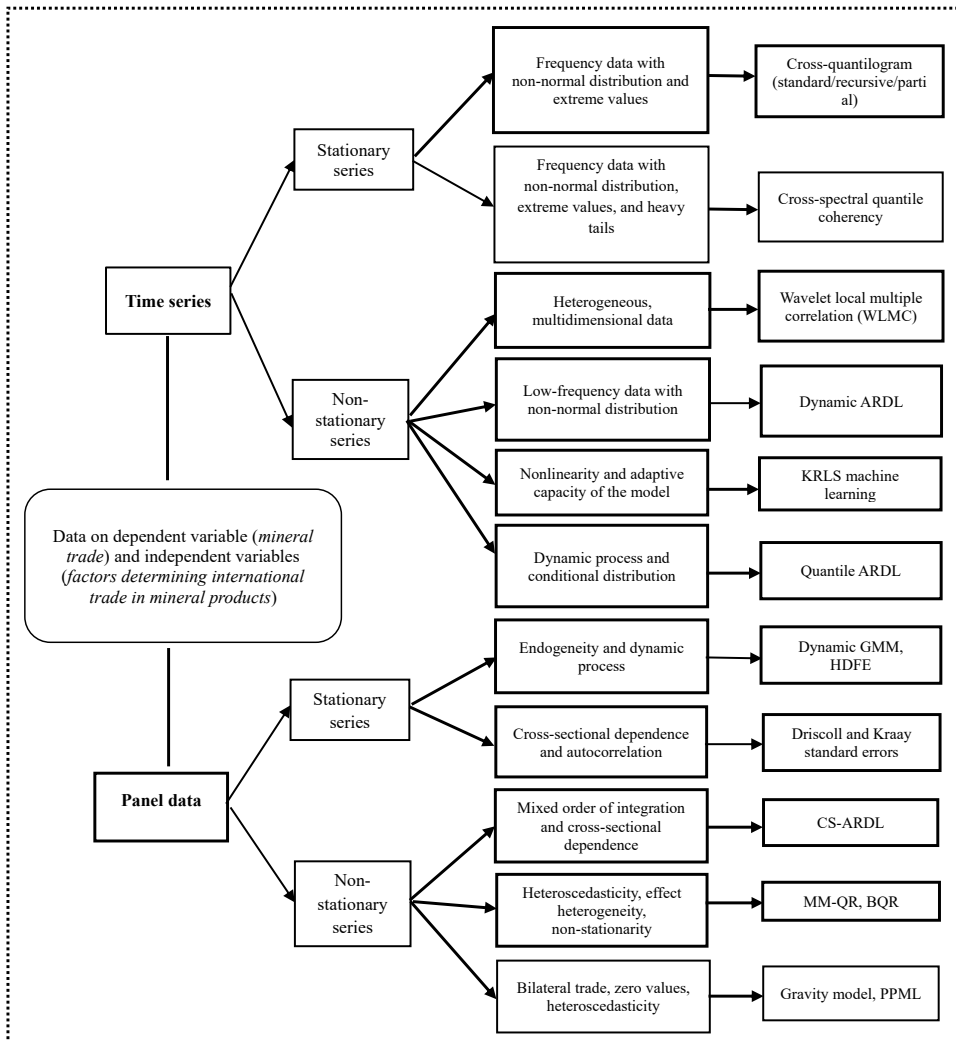 Frequency data with
non-normal distribution and
extreme values
Cross-quantilogram
(standard/recursive/parti
al)
Stationary
series
Frequency data with
non-normal distribution,
extreme values, and heavy
tails
Cross-spectral quantile
coherency
Time series
Heterogeneous,
multidimensional data
Wavelet local multiple
correlation (WLMC)
Non-
stationary
series
Low-frequency data with
non-normal distribution
Dynamic ARDL
Nonlinearity and adaptive
capacity of the model
KRLS machine
learning
Data on dependent variable (mineral
trade) and independent variables
(factors determining international
trade in mineral products)
Dynamic process and
conditional distribution
Quantile ARDL
Endogeneity and dynamic
process
Dynamic GMM,
HDFE
Stationary
series
Cross-sectional dependence
and autocorrelation
Driscoll and Kraay
standard errors
Panel data
Mixed order of integration
and cross-sectional
dependence
CS-ARDL
Non-
stationary
series
Heteroscedasticity, effect
heterogeneity,
non-stationarity
MM-QR, BQR
Bilateral trade, zero values,
heteroscedasticity
Gravity model, PPML